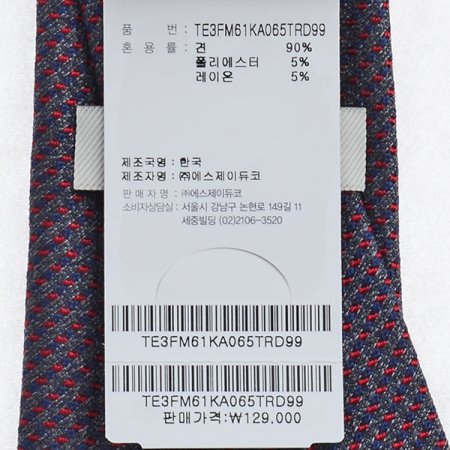 품 번 : TE3FM61KA065TRD99
혼 용 률 : 견 90%
폴리에스터 5%
레이온 5%
제조국명 : 한국
제조자명 : ㈜에스제이듀코
판 매 자 명 : ㈜에스제이듀코
소비자상담실 : 서울시 강남구 논현로 149길 11
세중빌딩 (02)2106-3520
TE3FM61KA065TRD99
TE3FM61KA065TRD99
판매가격:₩129,000